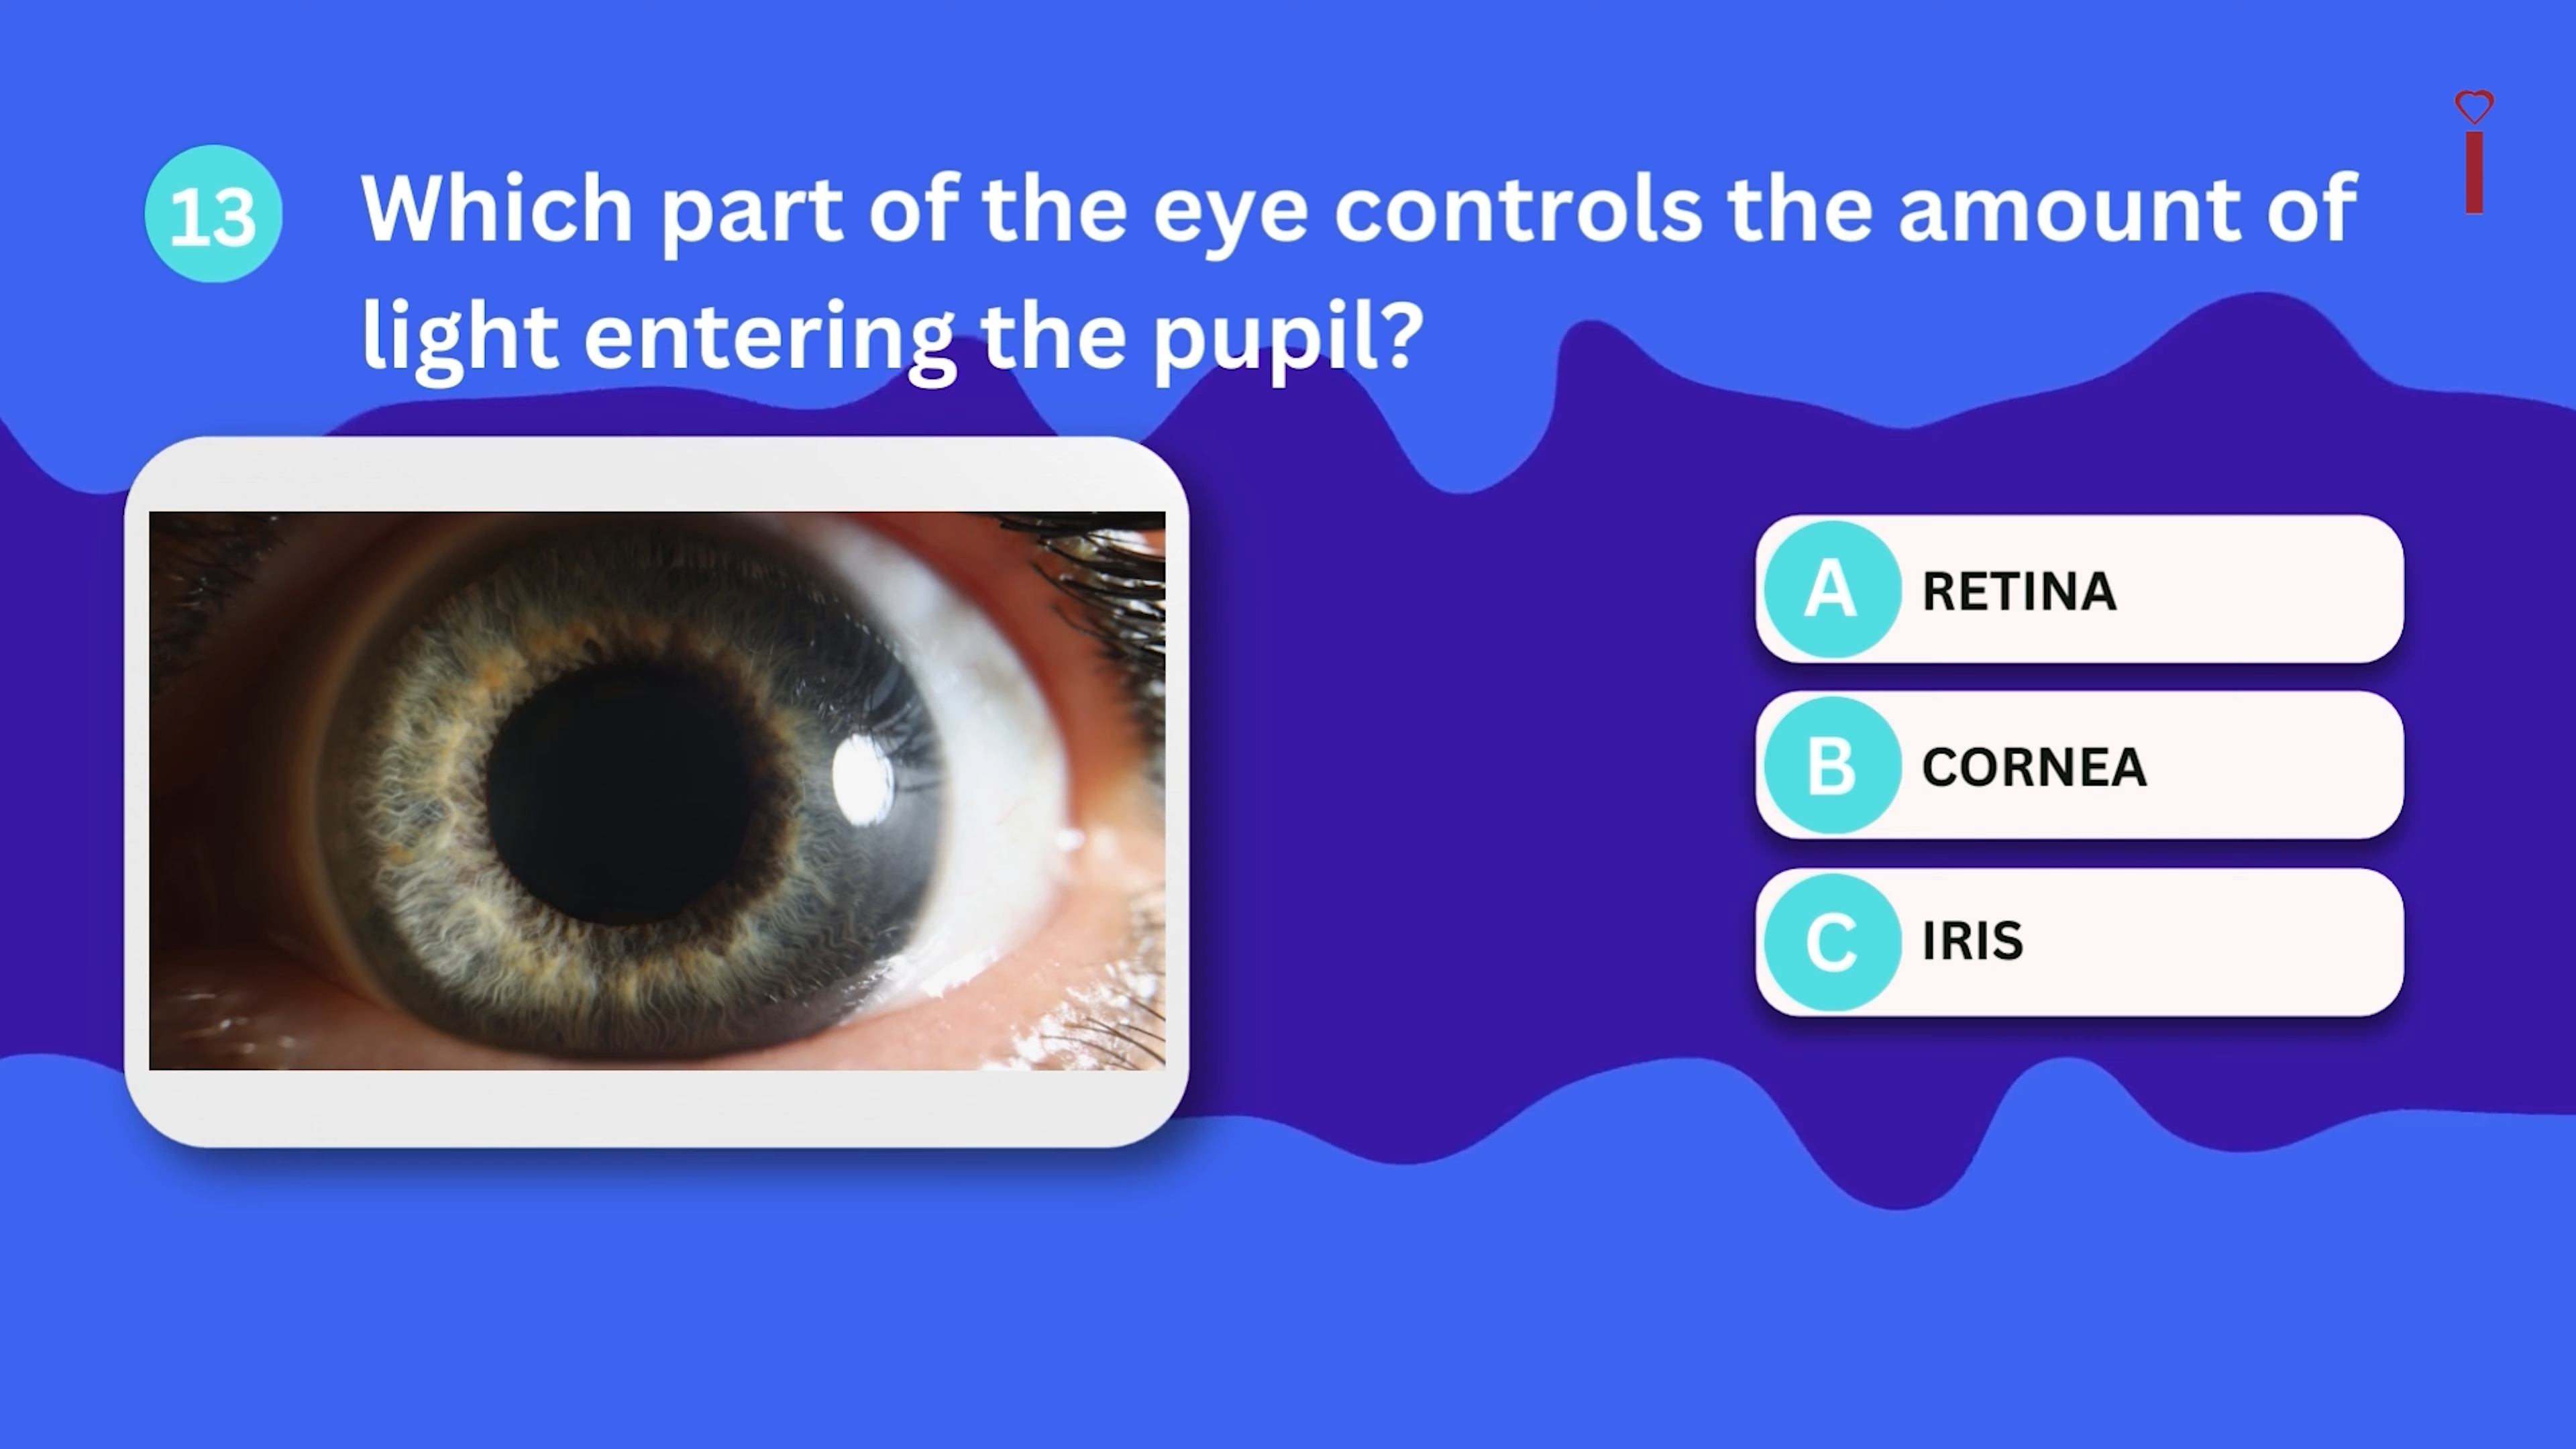 13
Which part of the eye controls the amount of
light entering the pupil?
A RETINA
B CORNEA
C IRIS